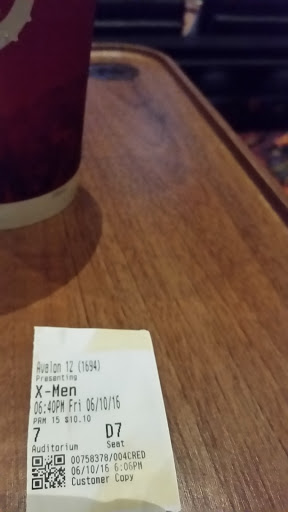 Avalon 12 (1694)
Presenting
X-Men
06:40PM Fri 06/10/16
PRM 15 $10.10
7 D7
Auditorium Seat
00758378/004CRED
06/10/16 6:06PM
Customer Copy